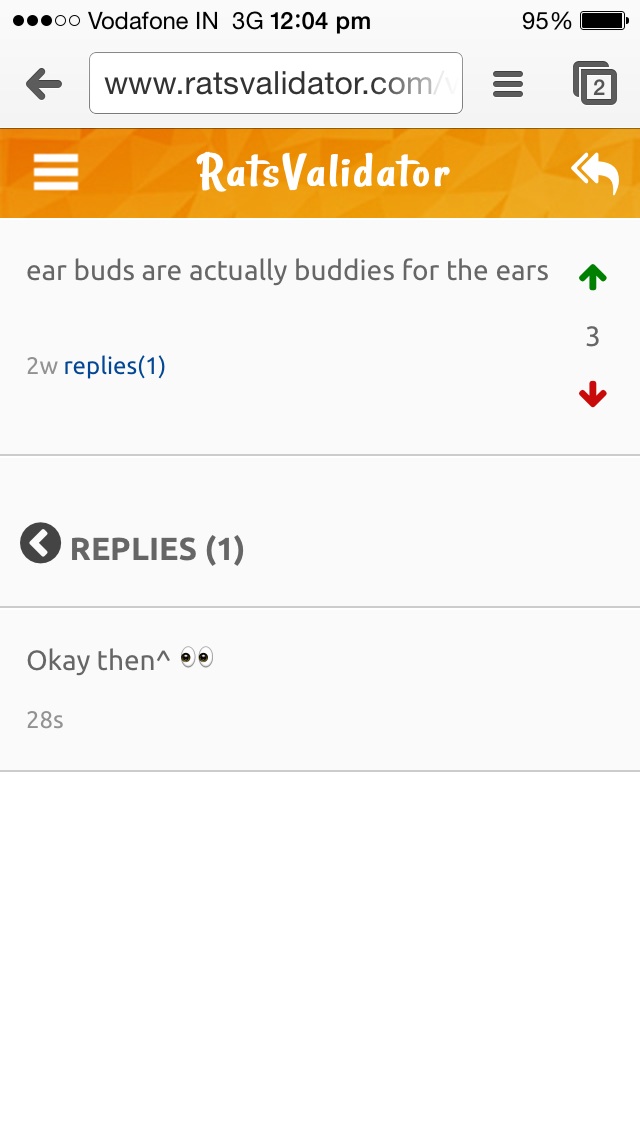 Vodafone IN 3G 12:04 pm 95%
www.ratsvalidator.com/
2
RatsValidator
ear buds are actually buddies for the ears
3
2w replies(1)
REPLIES (1)
Okay then^ 👀
28s